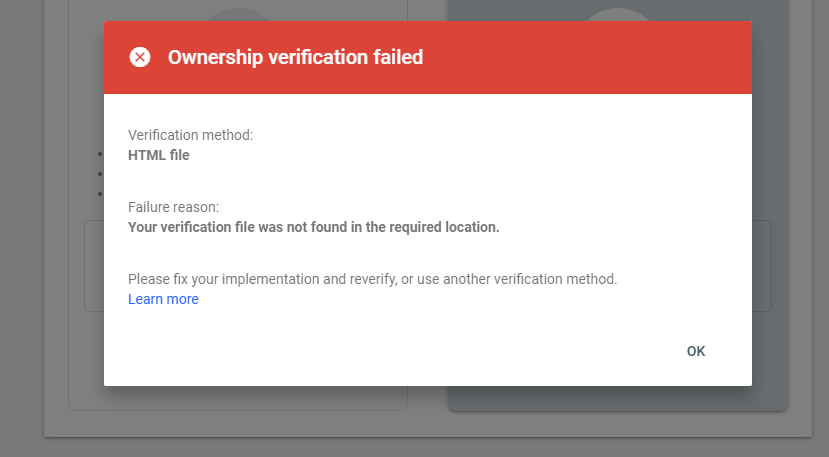 Ownership verification failed
Verification method:
HTML file
Failure reason:
Your verification file was not found in the required location.
Please fix your implementation and reverify, or use another verification method.
Learn more
OK